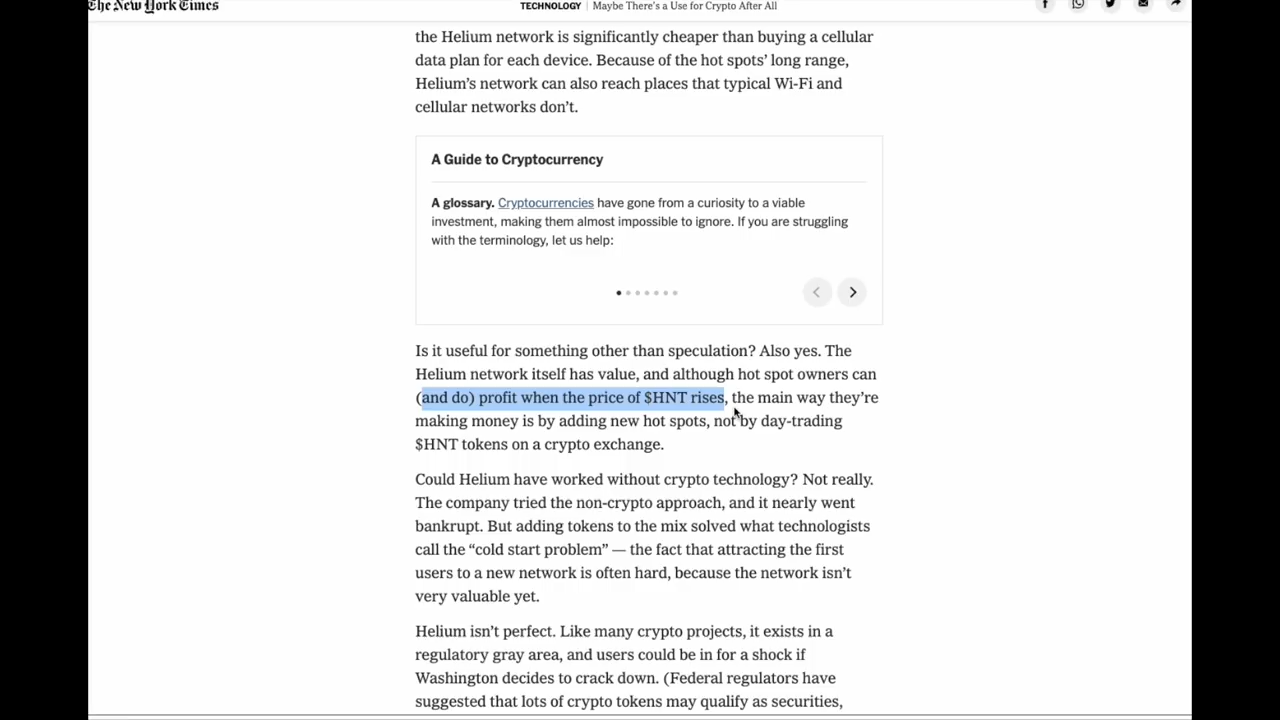 The New York Times
TECHNOLOGY | Maybe There's a Use for Crypto After All
the Helium network is significantly cheaper than buying a cellular
data plan for each device. Because of the hot spots' long range,
Helium's network can also reach places that typical Wi-Fi and
cellular networks don't.
A Guide to Cryptocurrency
A glossary. Cryptocurrencies have gone from a curiosity to a viable
investment, making them almost impossible to ignore. If you are struggling
with the terminology, let us help:
Is it useful for something other than speculation? Also yes. The
Helium network itself has value, and although hot spot owners can
(and do) profit when the price of $HNT rises, the main way they're
making money is by adding new hot spots, not by day-trading
$HNT tokens on a crypto exchange.
Could Helium have worked without crypto technology? Not really.
The company tried the non-crypto approach, and it nearly went
bankrupt. But adding tokens to the mix solved what technologists
call the “cold start problem” — the fact that attracting the first
users to a new network is often hard, because the network isn't
very valuable yet.
Helium isn't perfect. Like many crypto projects, it exists in a
regulatory gray area, and users could be in for a shock if
Washington decides to crack down. (Federal regulators have
suggested that lots of crypto tokens may qualify as securities,